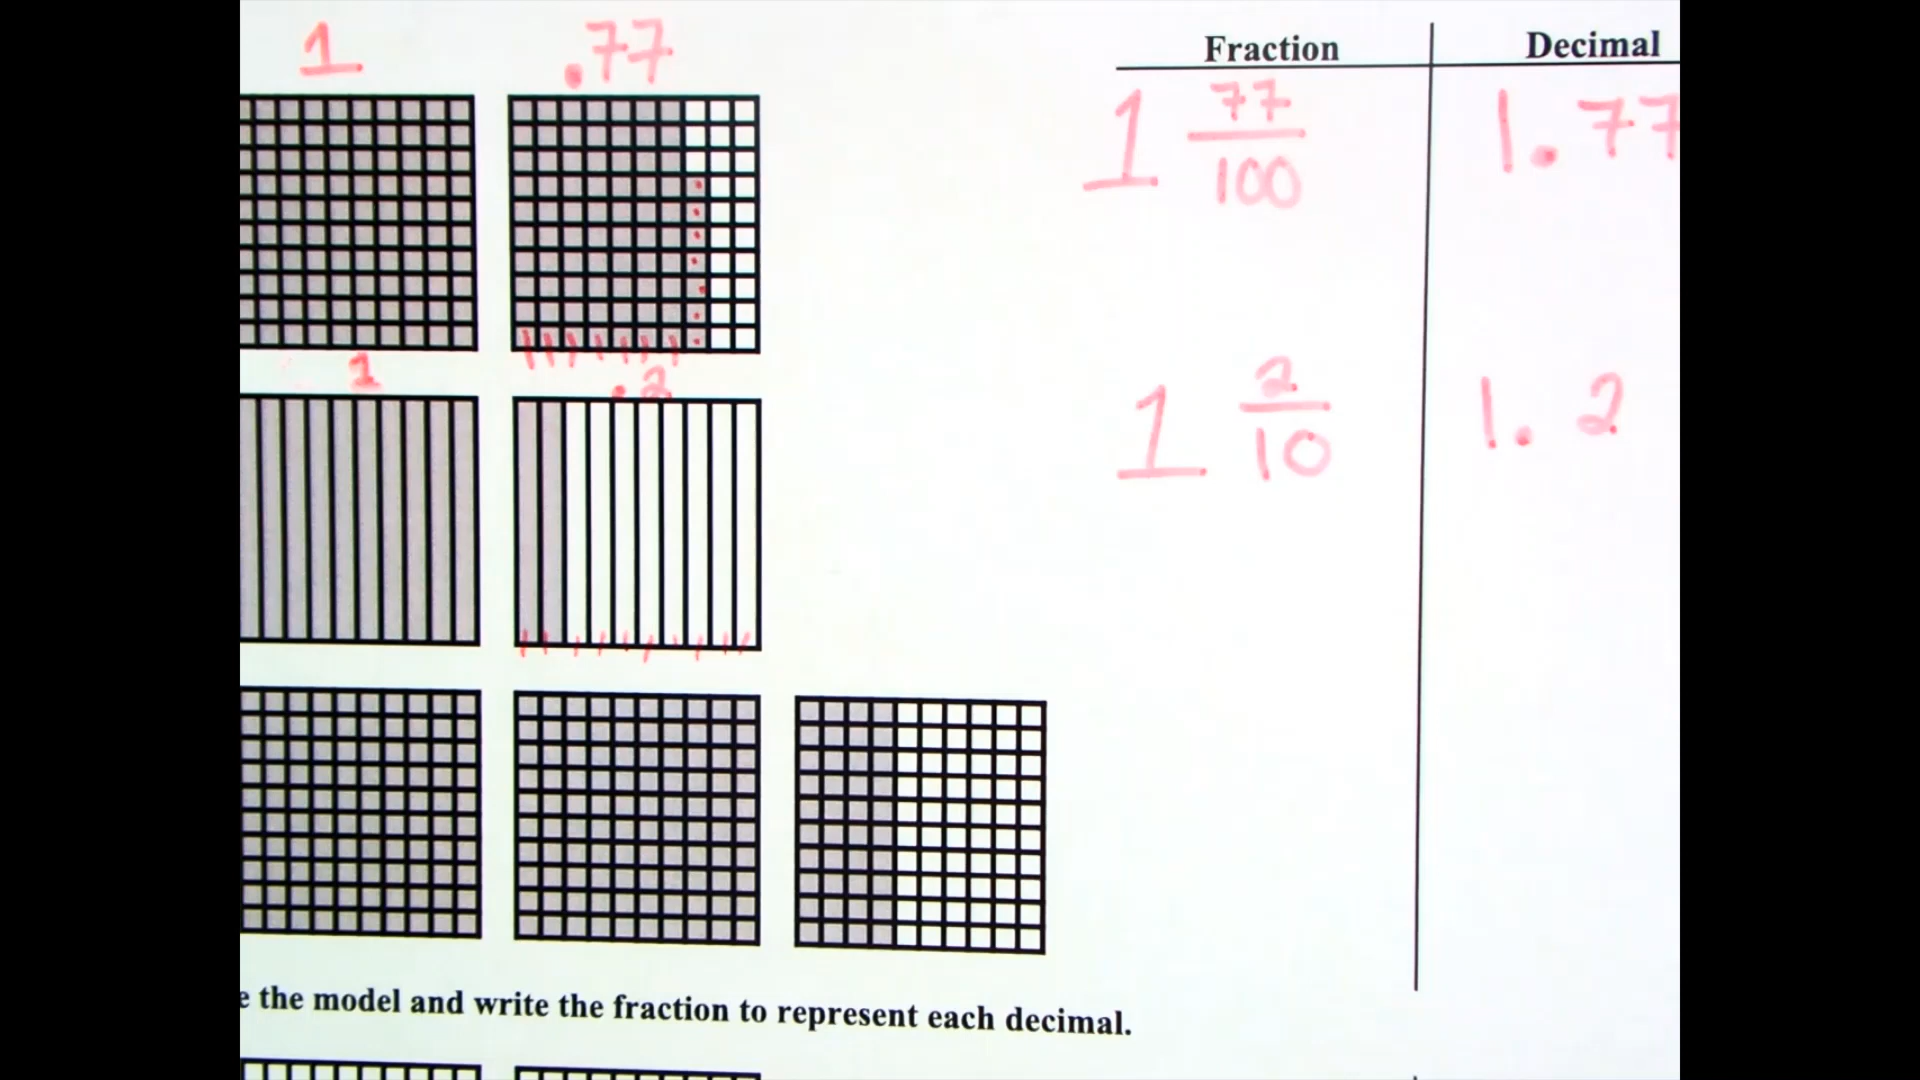 1 .77
Fraction Decimal
1 77/100 1.77
1 .2
1 2/10 1.2
the model and write the fraction to represent each decimal.